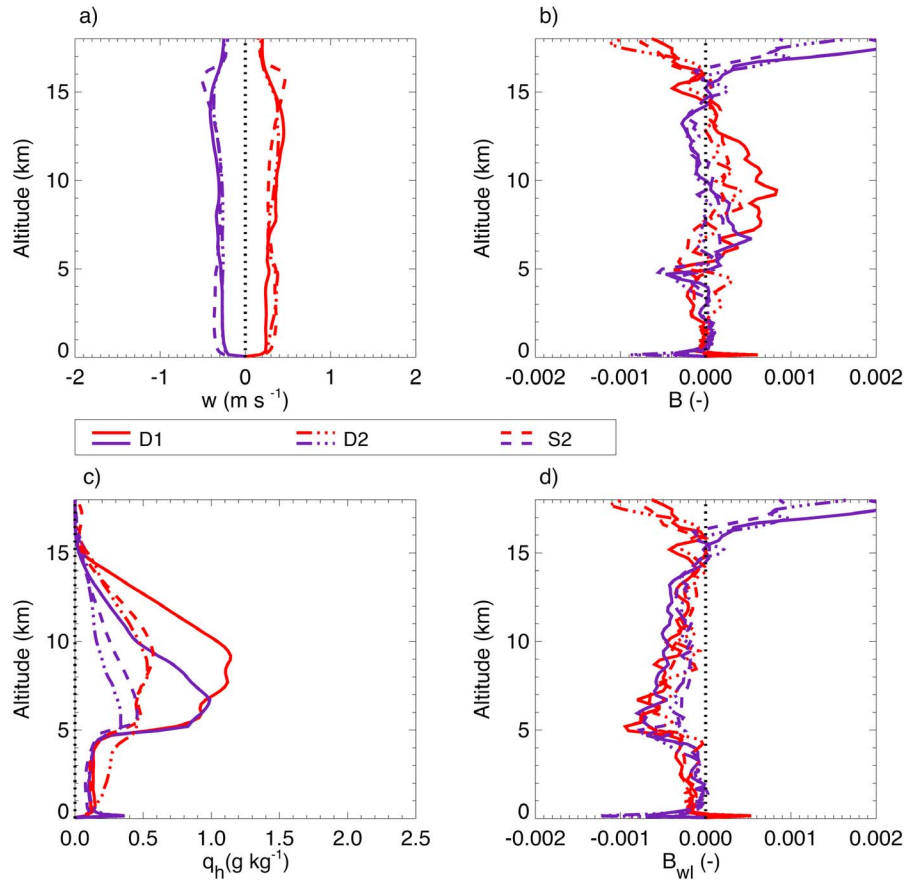 a) b)
15 15
10 10
5 5
0 0
Altitude (km) Altitude (km)
-2 -1 0 1 2 -0.002 -0.001 0.000 0.001 0.002
w (m s⁻¹) B (-)
D1 D2 S2
c) d)
15 15
10 10
5 5
0 0
Altitude (km) Altitude (km)
0.0 0.5 1.0 1.5 2.0 2.5 -0.002 -0.001 0.000 0.001 0.002
qₕ(g kg⁻¹) B_wl (-)